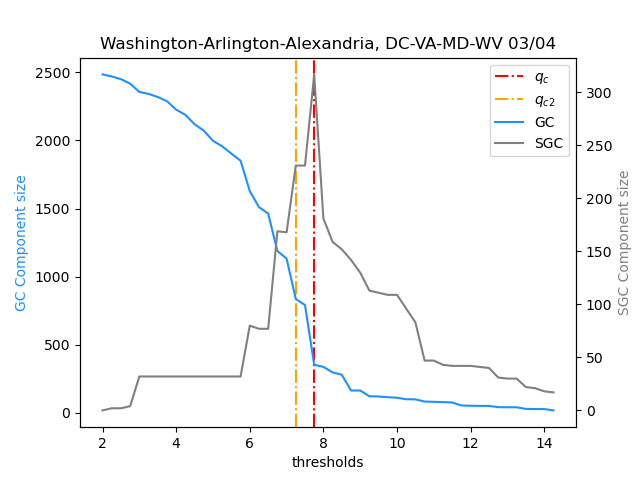 Washington-Arlington-Alexandria, DC-VA-MD-WV 03/04
2500
2000
1500
1000
500
0
GC Component size
300
250
200
150
100
50
0
SGC Component size
q_c
q_c2
GC
SGC
2 4 6 8 10 12 14
thresholds